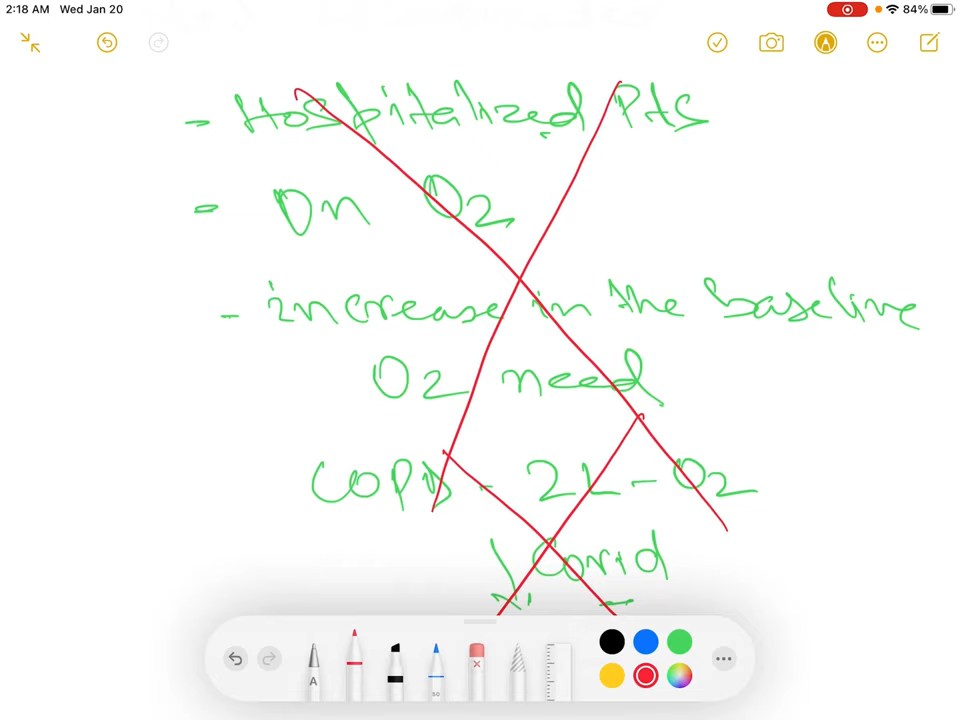 2:18 AM Wed Jan 20
84%
- Hospitalized Pts
- On O2
- increase in the baseline
O2 need
COPD - 2L - O2
Covid
A
50